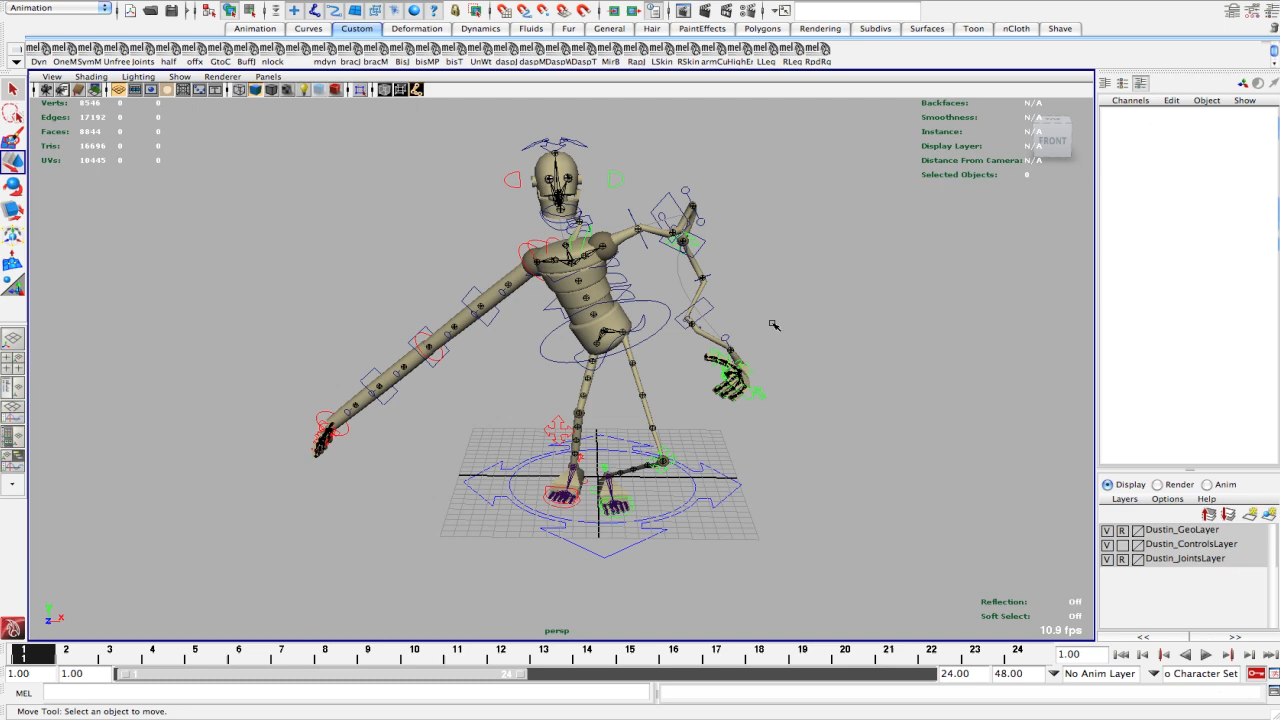 Animation
Animation Curves Custom Deformation Dynamics Fluids Fur General Hair PaintEffects Polygons Rendering Subdivs Surfaces Toon nCloth Shave
Dyn OneM SymM Unfree Joints half offx GtoC BuffJ nlock mdyn bracJ bracM BisJ bisMP bisT UnWt
MirB RapJ LSkin RSkin LLeq RLeq RpdRq
View Shading Lighting Show Renderer Panels
Channels Edit Object Show
Verts: 8546 0 0
Edges: 17192 0 0
Faces: 8844 0 0
Tris: 16696 0 0
UVs: 10445 0 0
Backfaces: N/A
Smoothness: N/A
Instance: N/A
Display Layer: N/A
Distance From Camera: N/A
Selected Objects: 0
FRONT
Display Render Anim
Layers Options Help
V R Dustin_GeoLayer
V Dustin_ControlsLayer
V R Dustin_JointsLayer
Reflection: Off
Soft Select: Off
10.9 fps
persp
Y
Z X
<< >>
1 2 3 4 5 6 7 8 9 10 11 12 13 14 15 16 17 18 19 20 21 22 23 24
1
1.00
1.00 1.00 1 24 24.00 48.00 No Anim Layer o Character Set
MEL
Move Tool: Select an object to move.